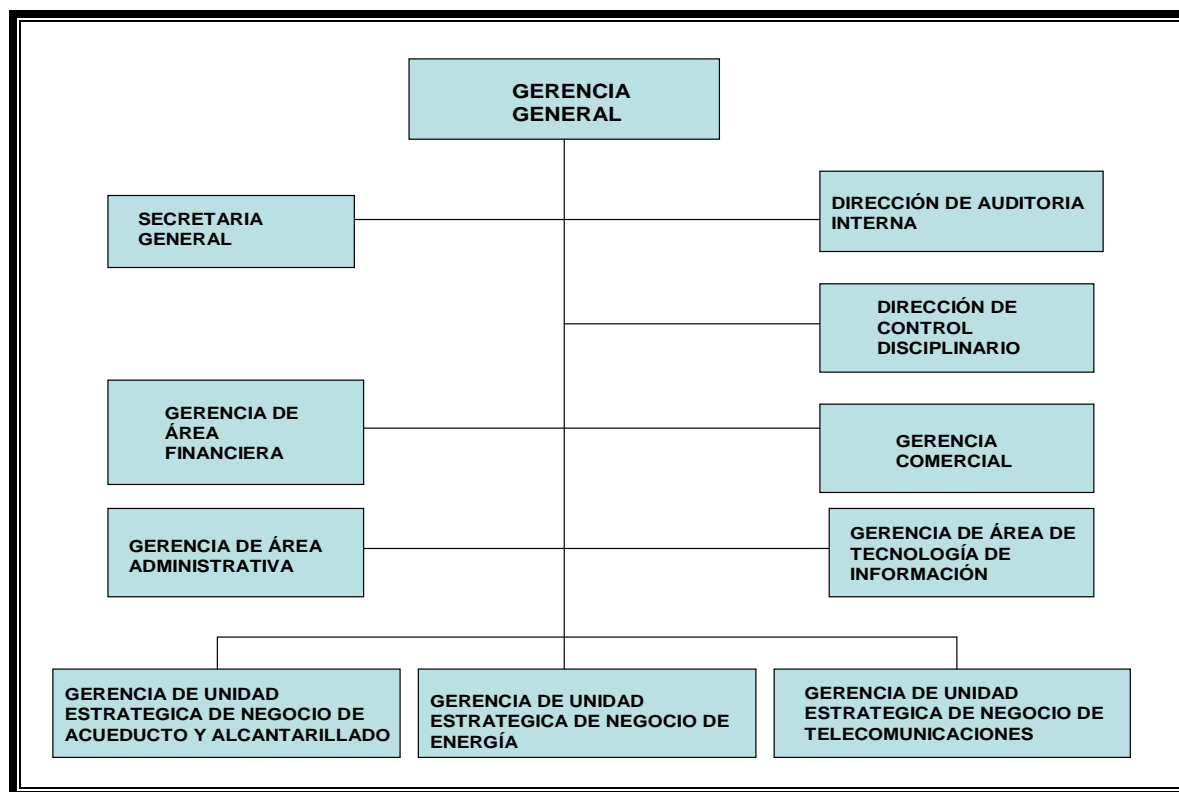 GERENCIA
GENERAL
SECRETARIA
GENERAL
DIRECCIÓN DE AUDITORIA
INTERNA
DIRECCIÓN DE
CONTROL
DISCIPLINARIO
GERENCIA DE
ÁREA
FINANCIERA
GERENCIA
COMERCIAL
GERENCIA DE ÁREA
ADMINISTRATIVA
GERENCIA DE ÁREA DE
TECNOLOGÍA DE
INFORMACIÓN
GERENCIA DE UNIDAD
ESTRATEGICA DE NEGOCIO DE
ACUEDUCTO Y ALCANTARILLADO
GERENCIA DE UNIDAD
ESTRATEGICA DE NEGOCIO DE
ENERGÍA
GERENCIA DE UNIDAD
ESTRATEGICA DE NEGOCIO DE
TELECOMUNICACIONES